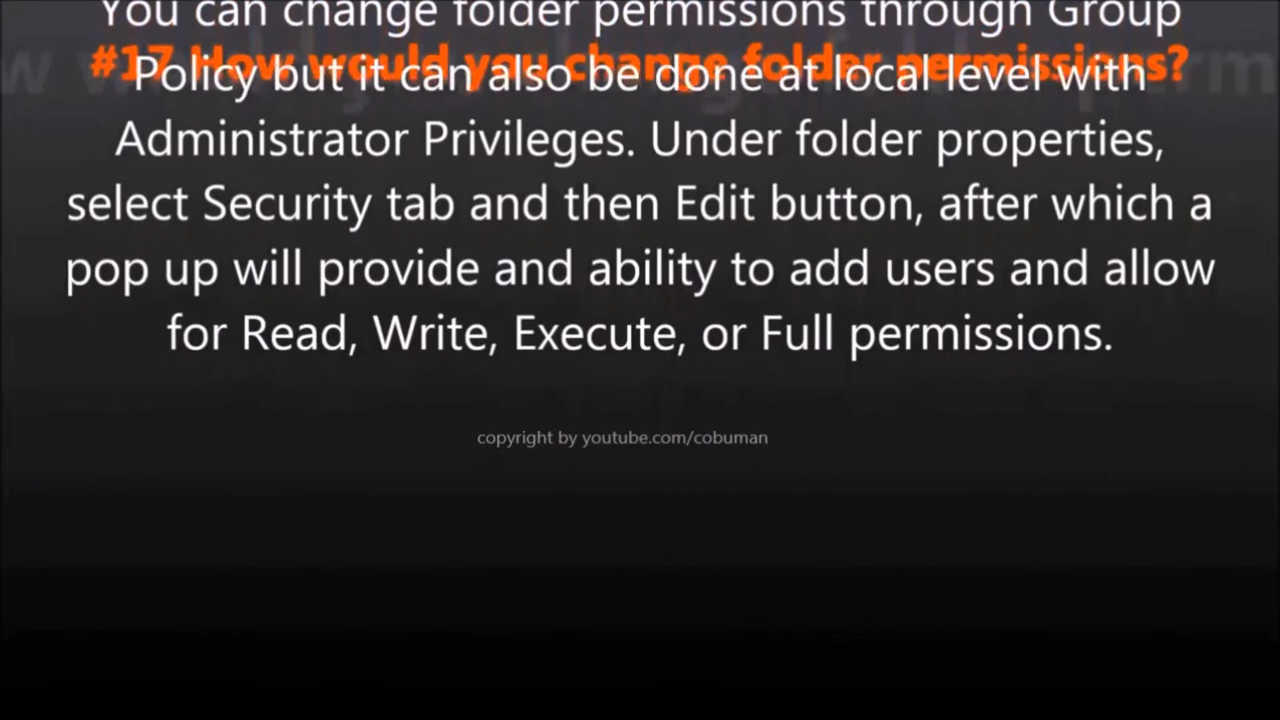 You can change folder permissions through Group
#17 How would you change folder permissions?
Policy but it can also be done at local level with
Administrator Privileges. Under folder properties,
select Security tab and then Edit button, after which a
pop up will provide and ability to add users and allow
for Read, Write, Execute, or Full permissions.
copyright by youtube.com/cobuman